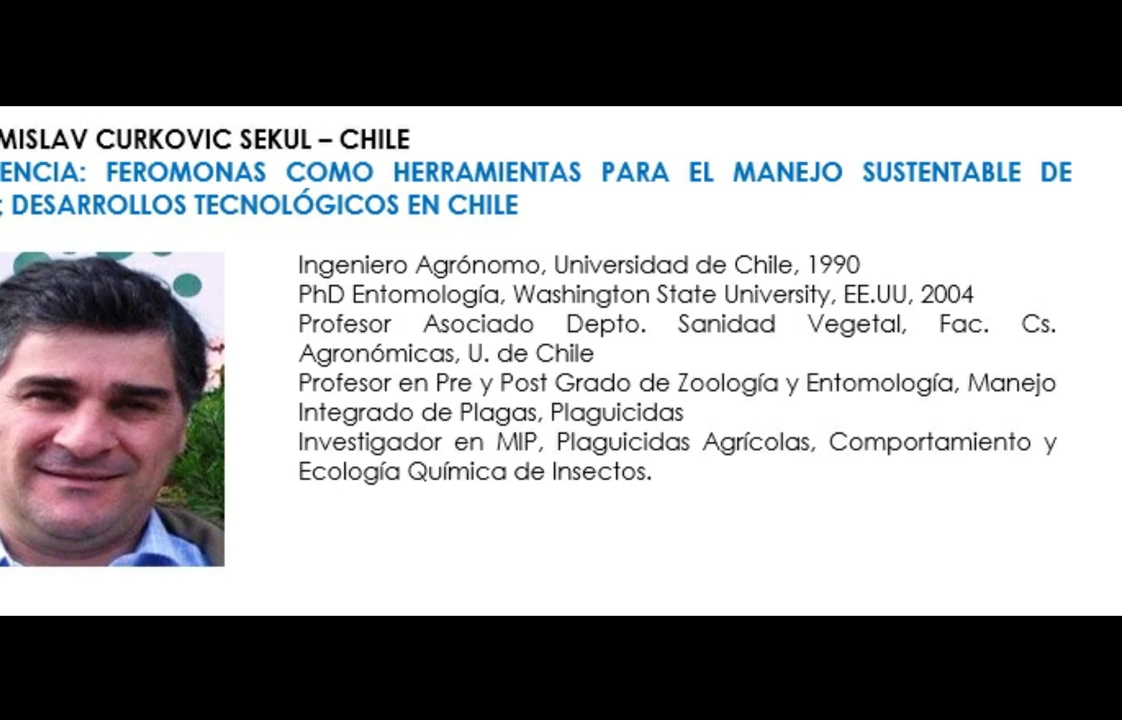 MISLAV CURKOVIC SEKUL – CHILE
ENCIA: FEROMONAS COMO HERRAMIENTAS PARA EL MANEJO SUSTENTABLE DE
; DESARROLLOS TECNOLÓGICOS EN CHILE
Ingeniero Agrónomo, Universidad de Chile, 1990
PhD Entomología, Washington State University, EE.UU, 2004
Profesor Asociado Depto. Sanidad Vegetal, Fac. Cs.
Agronómicas, U. de Chile
Profesor en Pre y Post Grado de Zoología y Entomología, Manejo
Integrado de Plagas, Plaguicidas
Investigador en MIP, Plaguicidas Agrícolas, Comportamiento y
Ecología Química de Insectos.